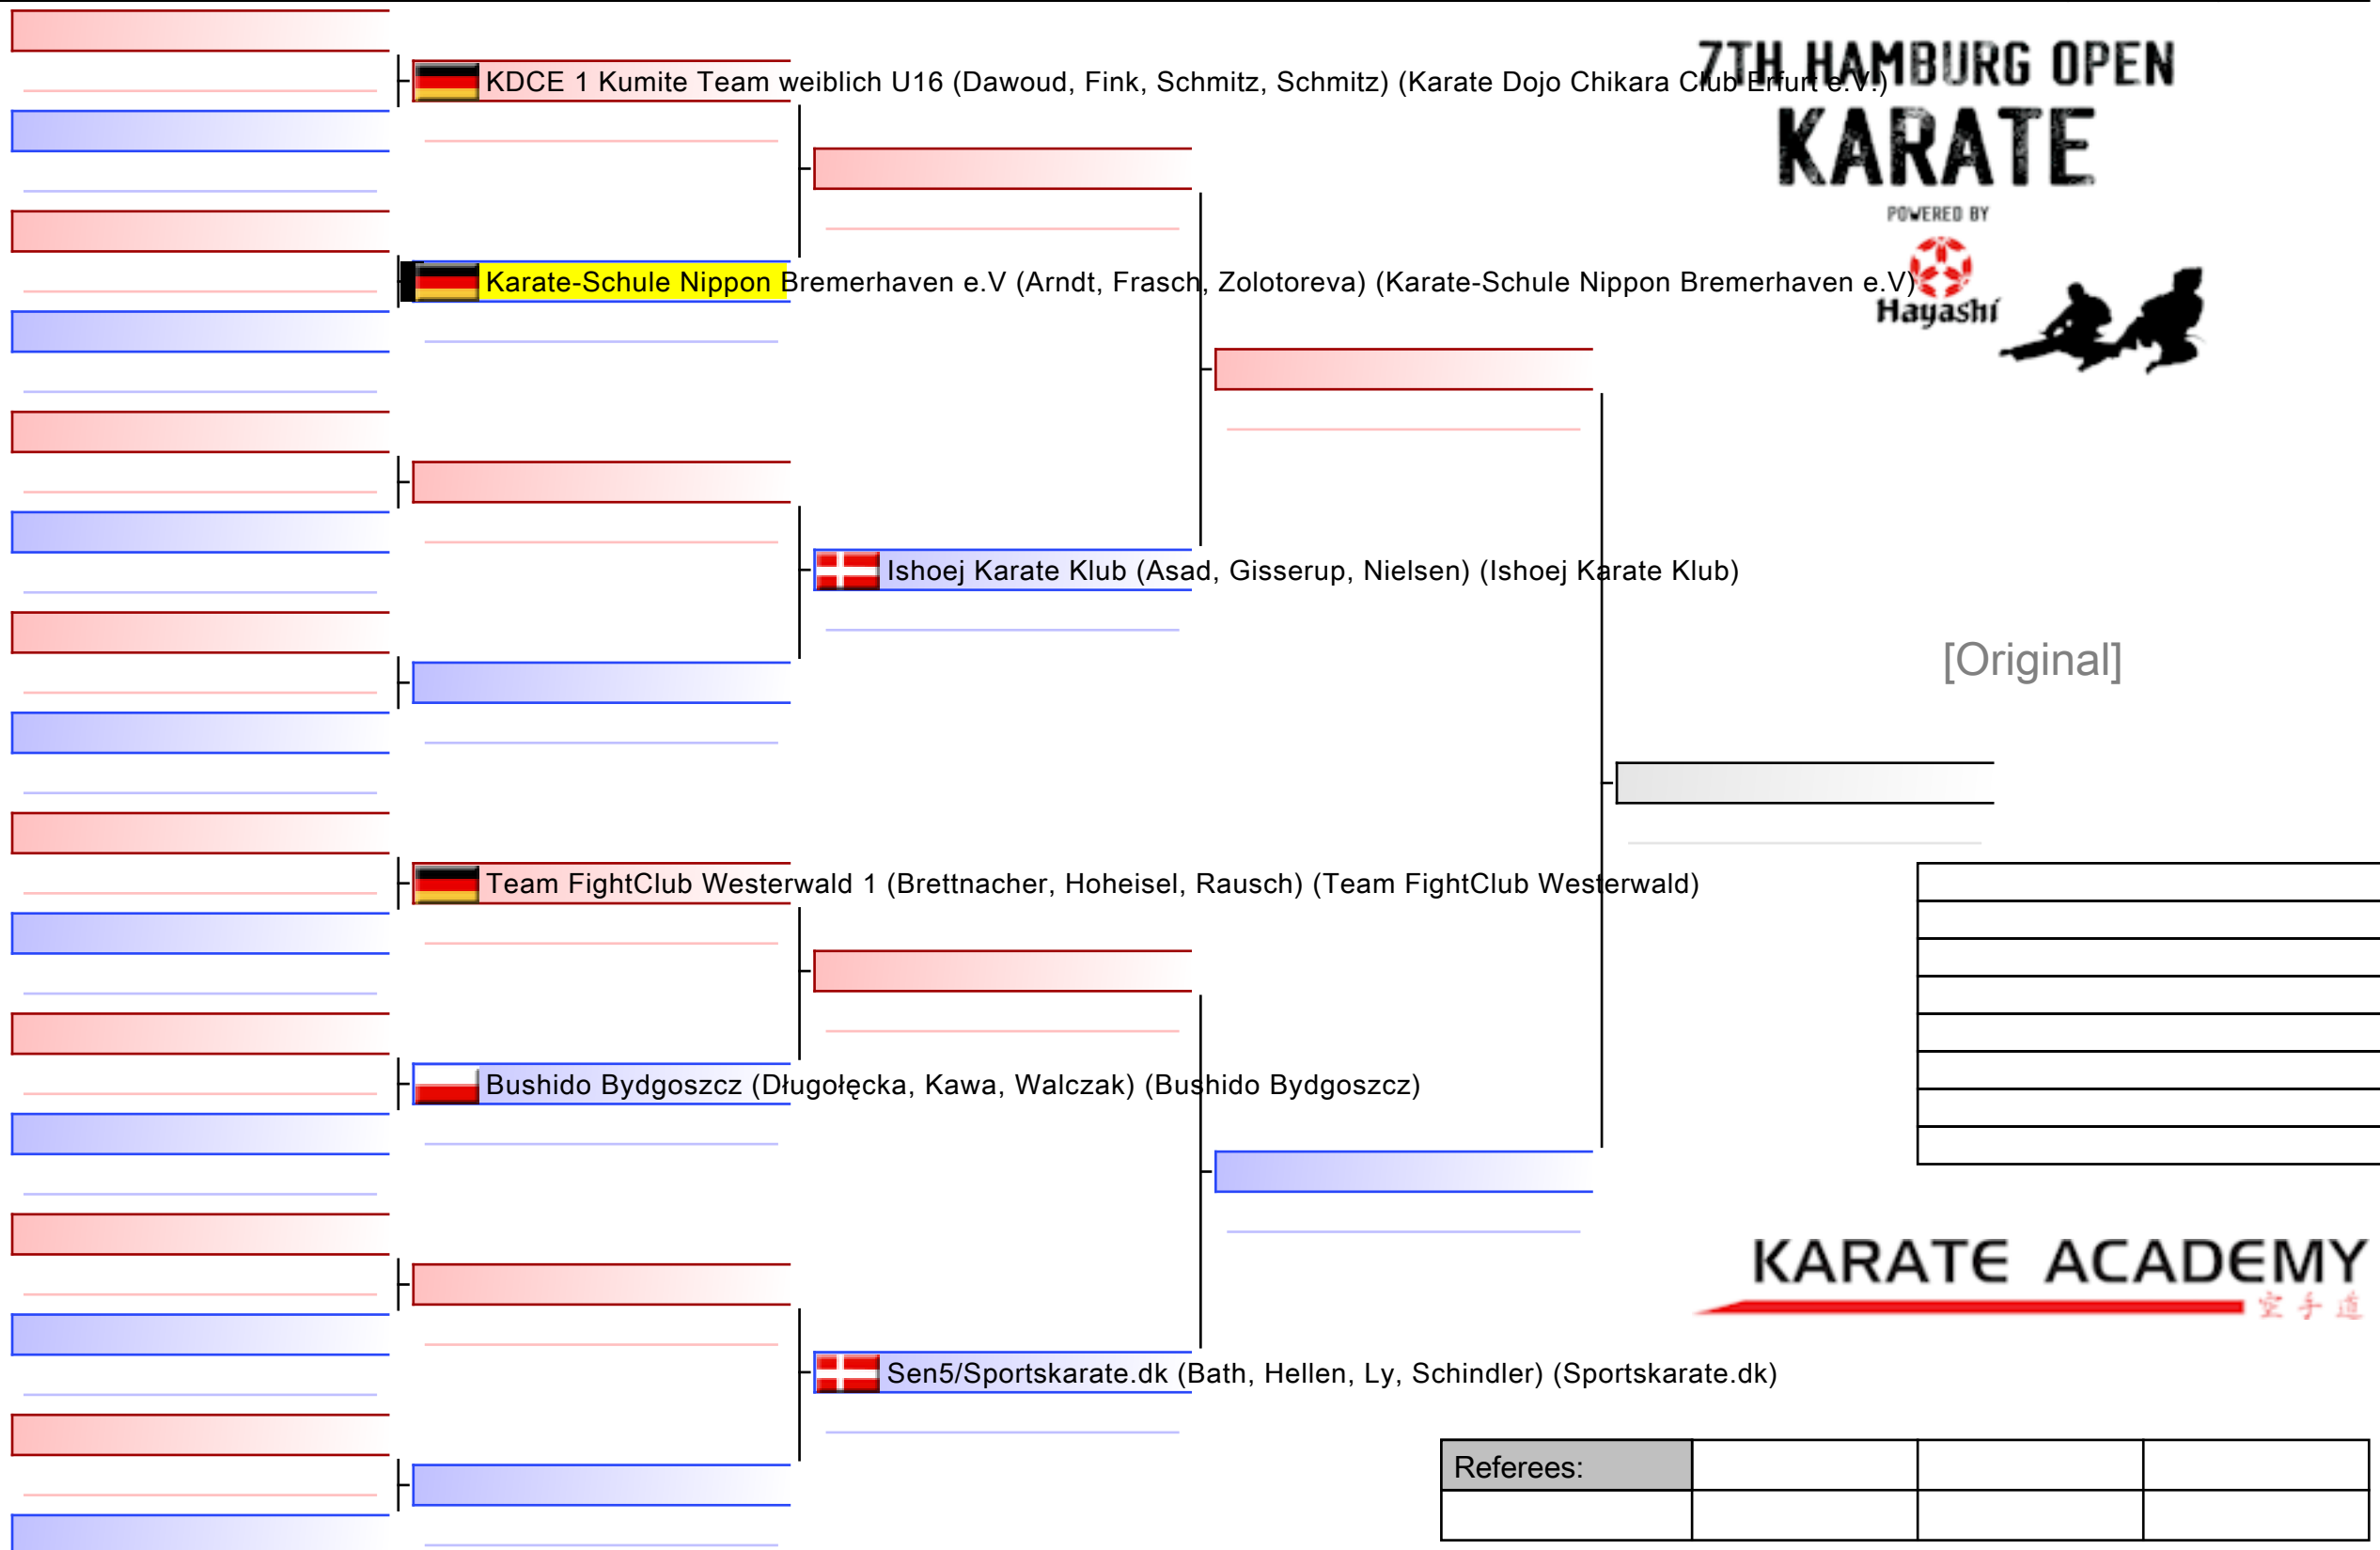 7TH HAMBURG OPEN
KARATE
POWERED BY
Hayashi
KDCE 1 Kumite Team weiblich U16 (Dawoud, Fink, Schmitz, Schmitz) (Karate Dojo Chikara Club Erfurt e.V.)
Karate-Schule Nippon Bremerhaven e.V (Arndt, Frasch, Zolotoreva) (Karate-Schule Nippon Bremerhaven e.V)
Ishoej Karate Klub (Asad, Gisserup, Nielsen) (Ishoej Karate Klub)
[Original]
Team FightClub Westerwald 1 (Brettnacher, Hoheisel, Rausch) (Team FightClub Westerwald)
Bushido Bydgoszcz (Długołęcka, Kawa, Walczak) (Bushido Bydgoszcz)
KARATE ACADEMY
空手道
Sen5/Sportskarate.dk (Bath, Hellen, Ly, Schindler) (Sportskarate.dk)
Referees: